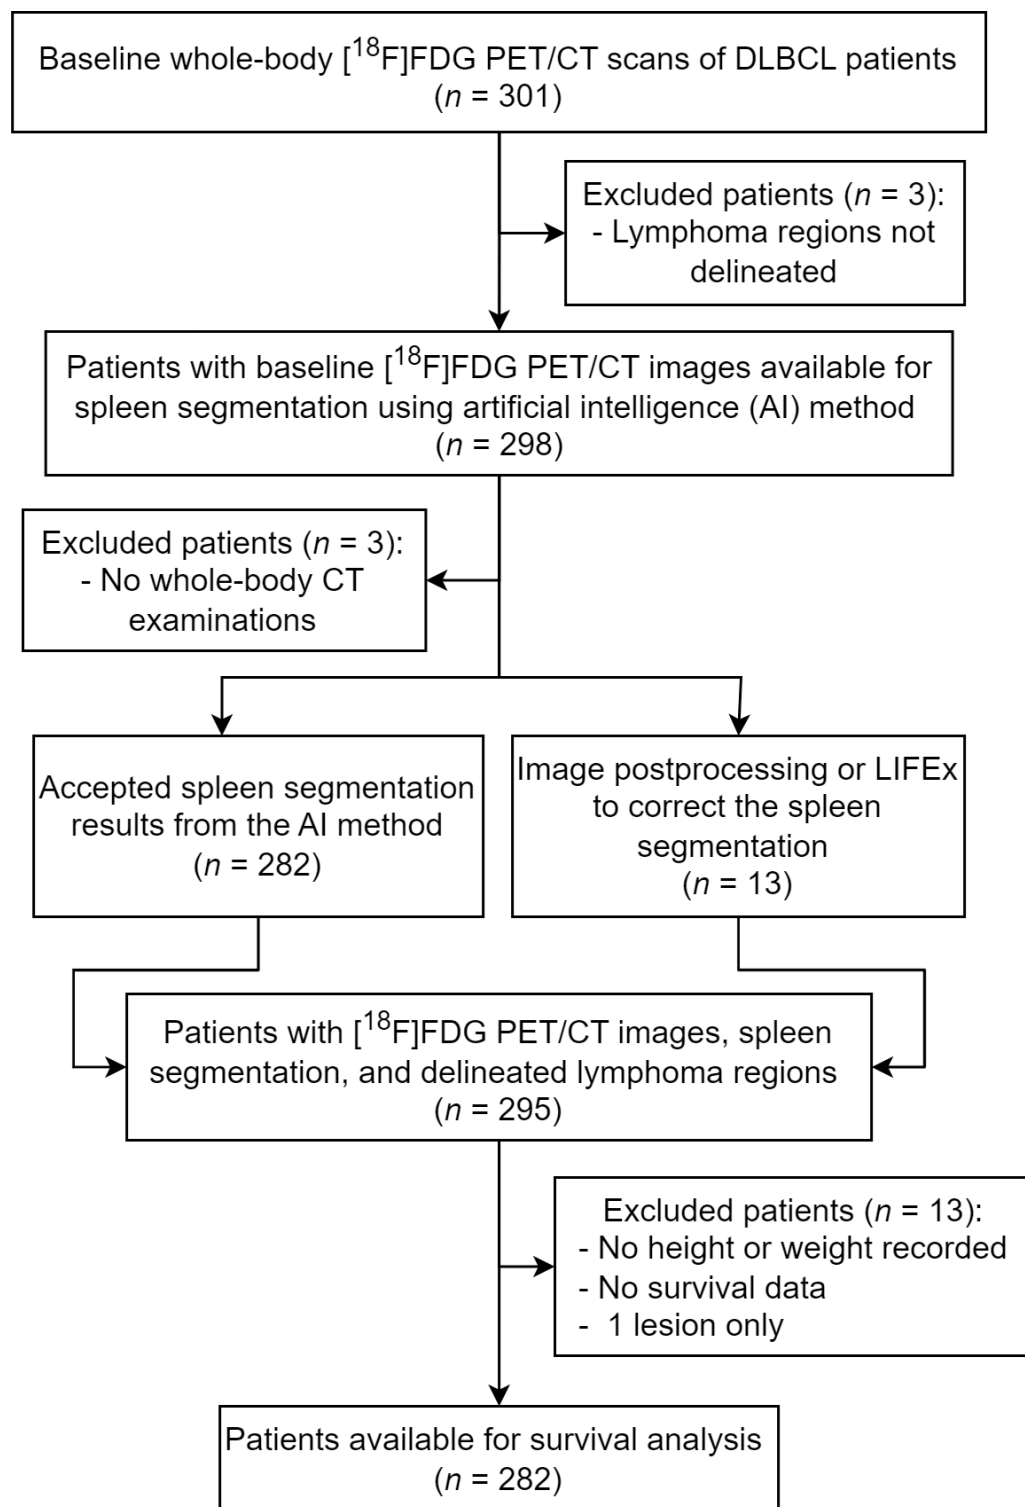 Baseline whole-body [¹⁸F]FDG PET/CT scans of DLBCL patients
(n = 301)
Excluded patients (n = 3):
- Lymphoma regions not
delineated
Patients with baseline [¹⁸F]FDG PET/CT images available for
spleen segmentation using artificial intelligence (AI) method
(n = 298)
Excluded patients (n = 3):
- No whole-body CT
examinations
Accepted spleen segmentation
results from the AI method
(n = 282)
Image postprocessing or LIFEx
to correct the spleen
segmentation
(n = 13)
Patients with [¹⁸F]FDG PET/CT images, spleen
segmentation, and delineated lymphoma regions
(n = 295)
Excluded patients (n = 13):
- No height or weight recorded
- No survival data
- 1 lesion only
Patients available for survival analysis
(n = 282)